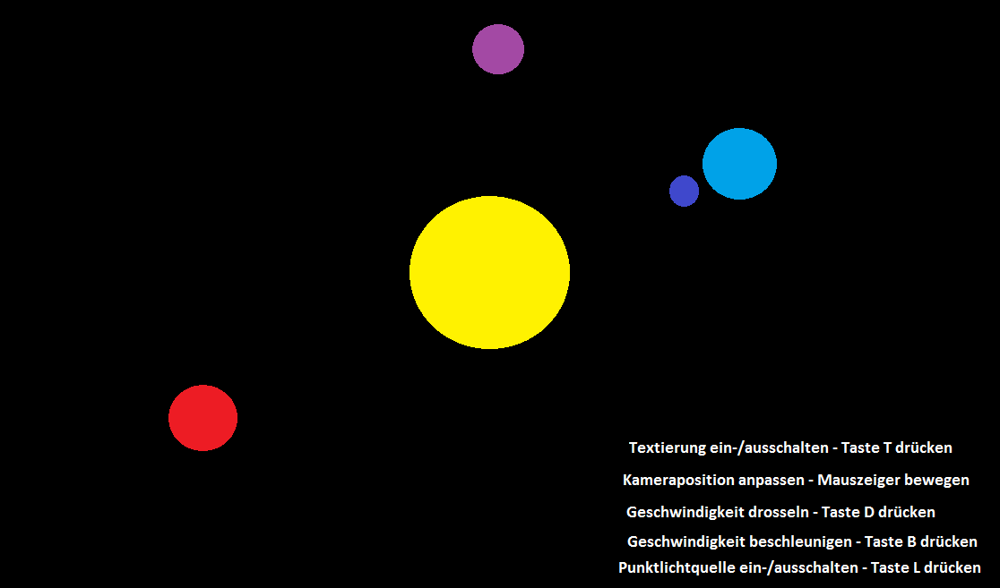 Textierung ein-/ausschalten - Taste T drücken
Kameraposition anpassen - Mauszeiger bewegen
Geschwindigkeit drosseln - Taste D drücken
Geschwindigkeit beschleunigen - Taste B drücken
Punktlichtquelle ein-/ausschalten - Taste L drücken